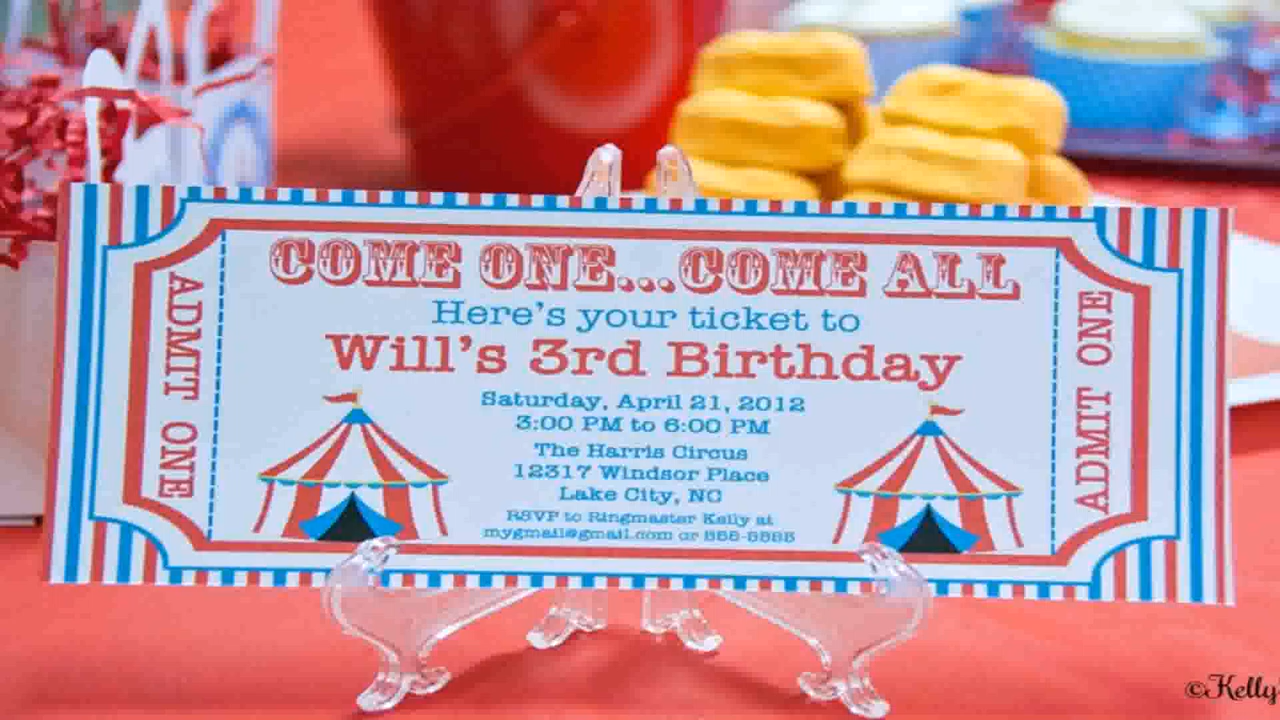 COME ONE...COME ALL
Here's your ticket to
Will's 3rd Birthday
Saturday, April 21, 2012
3:00 PM to 6:00 PM
The Harris Circus
12317 Windsor Place
Lake City, NC
RSVP to Ringmaster Kelly at
mygmail@gmail.com or 555-5555
ADMIT ONE
ADMIT ONE
©Kelly